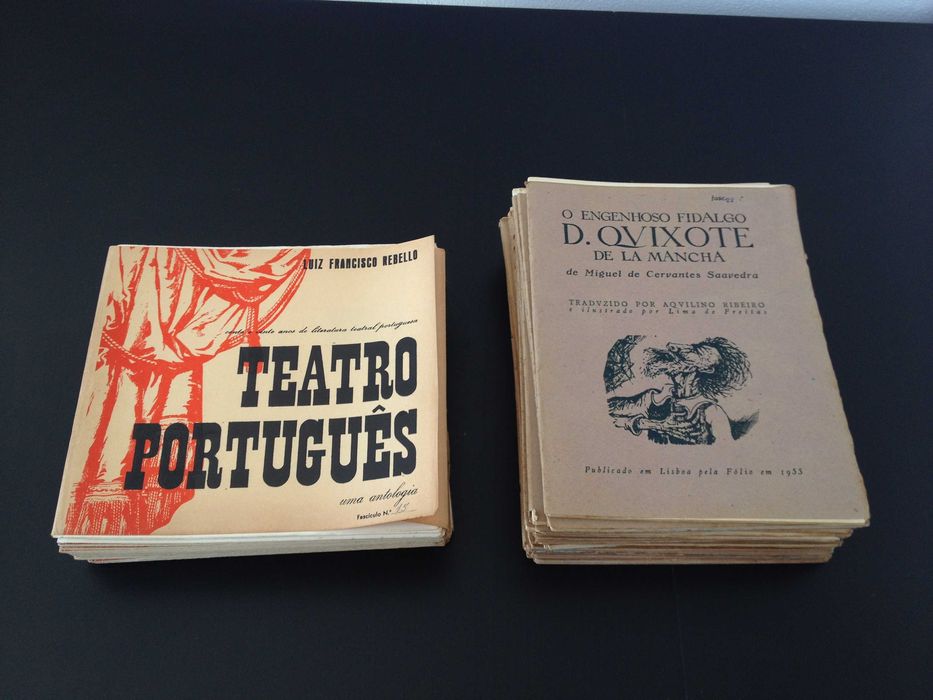 LUIZ FRANCISCO REBELLO
cento e vinte anos de literatura teatral portuguesa
TEATRO
PORTUGUÊS
uma antologia
Fascículo N.º 15
O ENGENHOSO FIDALGO
D. QVIXOTE
DE LA MANCHA
de Miguel de Cervantes Saavedra
TRADVZIDO POR AQVILINO RIBEIRO
e ilustrado por Lima de Freitas
Publicado em Lisboa pela Fólio em 1955